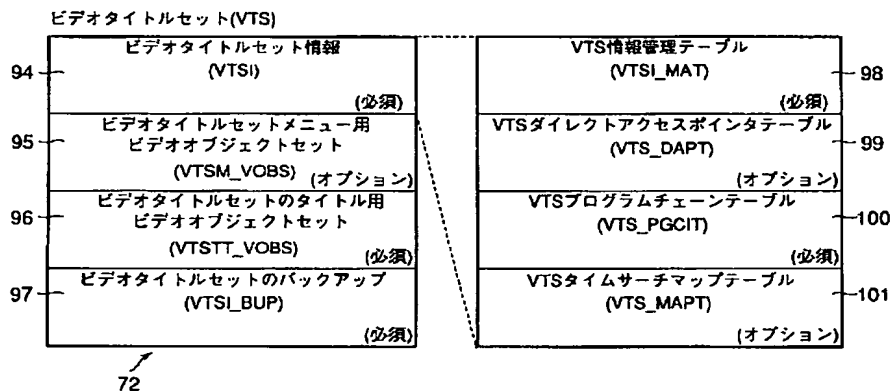 ビデオタイトルセット(VTS)
94
ビデオタイトルセット情報
(VTSI)
(必須)
95
ビデオタイトルセットメニュー用
ビデオオブジェクトセット
(VTSM_VOBS)
(オプション)
96
ビデオタイトルセットのタイトル用
ビデオオブジェクトセット
(VTSTT_VOBS)
(必須)
97
ビデオタイトルセットのバックアップ
(VTSI_BUP)
(必須)
72
VTS情報管理テーブル
(VTSI_MAT)
(必須)
98
VTSダイレクトアクセスポインタテーブル
(VTS_DAPT)
(オプション)
99
VTSプログラムチェーンテーブル
(VTS_PGCIT)
(必須)
100
VTSタイムサーチマップテーブル
(VTS_MAPT)
(オプション)
101